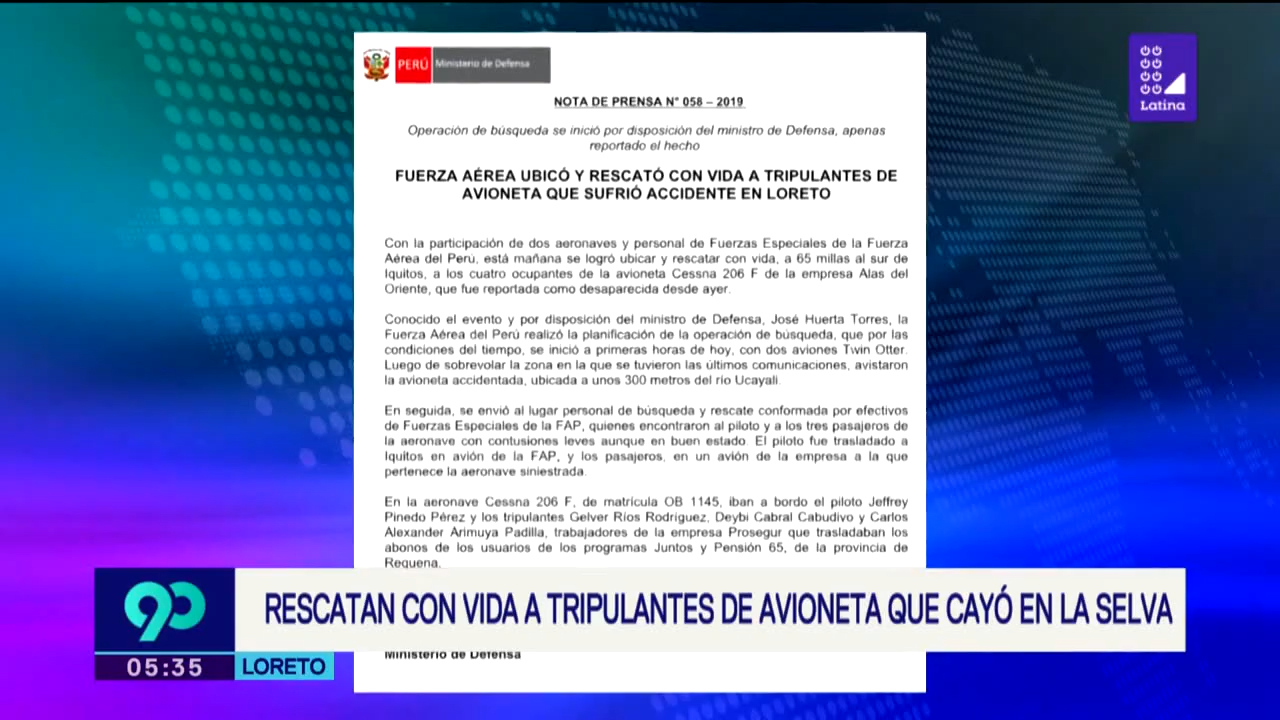 PERÚ Ministerio de Defensa
Latina
NOTA DE PRENSA N° 058 – 2019
Operación de búsqueda se inició por disposición del ministro de Defensa, apenas
reportado el hecho
FUERZA AÉREA UBICÓ Y RESCATÓ CON VIDA A TRIPULANTES DE
AVIONETA QUE SUFRIÓ ACCIDENTE EN LORETO
Con la participación de dos aeronaves y personal de Fuerzas Especiales de la Fuerza
Aérea del Perú, está mañana se logró ubicar y rescatar con vida, a 65 millas al sur de
Iquitos, a los cuatro ocupantes de la avioneta Cessna 206 F de la empresa Alas del
Oriente, que fue reportada como desaparecida desde ayer.
Conocido el evento y por disposición del ministro de Defensa, José Huerta Torres, la
Fuerza Aérea del Perú realizó la planificación de la operación de búsqueda, que por las
condiciones del tiempo, se inició a primeras horas de hoy, con dos aviones Twin Otter.
Luego de sobrevolar la zona en la que se tuvieron las últimas comunicaciones, avistaron
la avioneta accidentada, ubicada a unos 300 metros del río Ucayali.
En seguida, se envió al lugar personal de búsqueda y rescate conformada por efectivos
de Fuerzas Especiales de la FAP, quienes encontraron al piloto y a los tres pasajeros de
la aeronave con contusiones leves aunque en buen estado. El piloto fue trasladado a
Iquitos en avión de la FAP, y los pasajeros, en un avión de la empresa a la que
pertenece la aeronave siniestrada.
En la aeronave Cessna 206 F, de matrícula OB 1145, iban a bordo el piloto Jeffrey
Pinedo Pérez y los tripulantes Gelver Ríos Rodríguez, Deybi Cabral Cabudivo y Carlos
Alexander Arimuya Padilla, trabajadores de la empresa Prosegur que trasladaban los
abonos de los usuarios de los programas Juntos y Pensión 65, de la provincia de
Requena.
90
RESCATAN CON VIDA A TRIPULANTES DE AVIONETA QUE CAYÓ EN LA SELVA
05:35 LORETO
Ministerio de Defensa